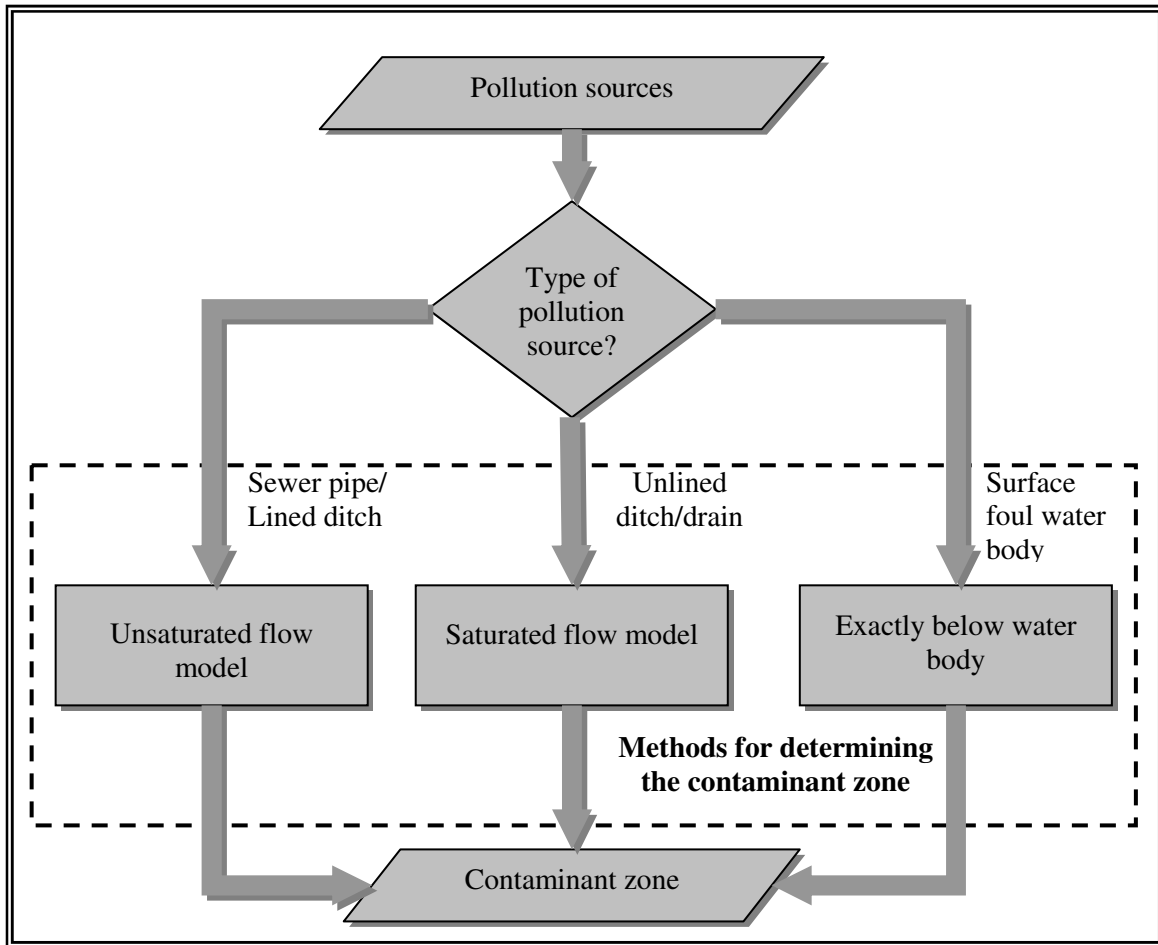 Pollution sources
Type of
pollution
source?
Sewer pipe/
Lined ditch
Unlined
ditch/drain
Surface
foul water
body
Unsaturated flow
model
Saturated flow model
Exactly below water
body
Methods for determining
the contaminant zone
Contaminant zone